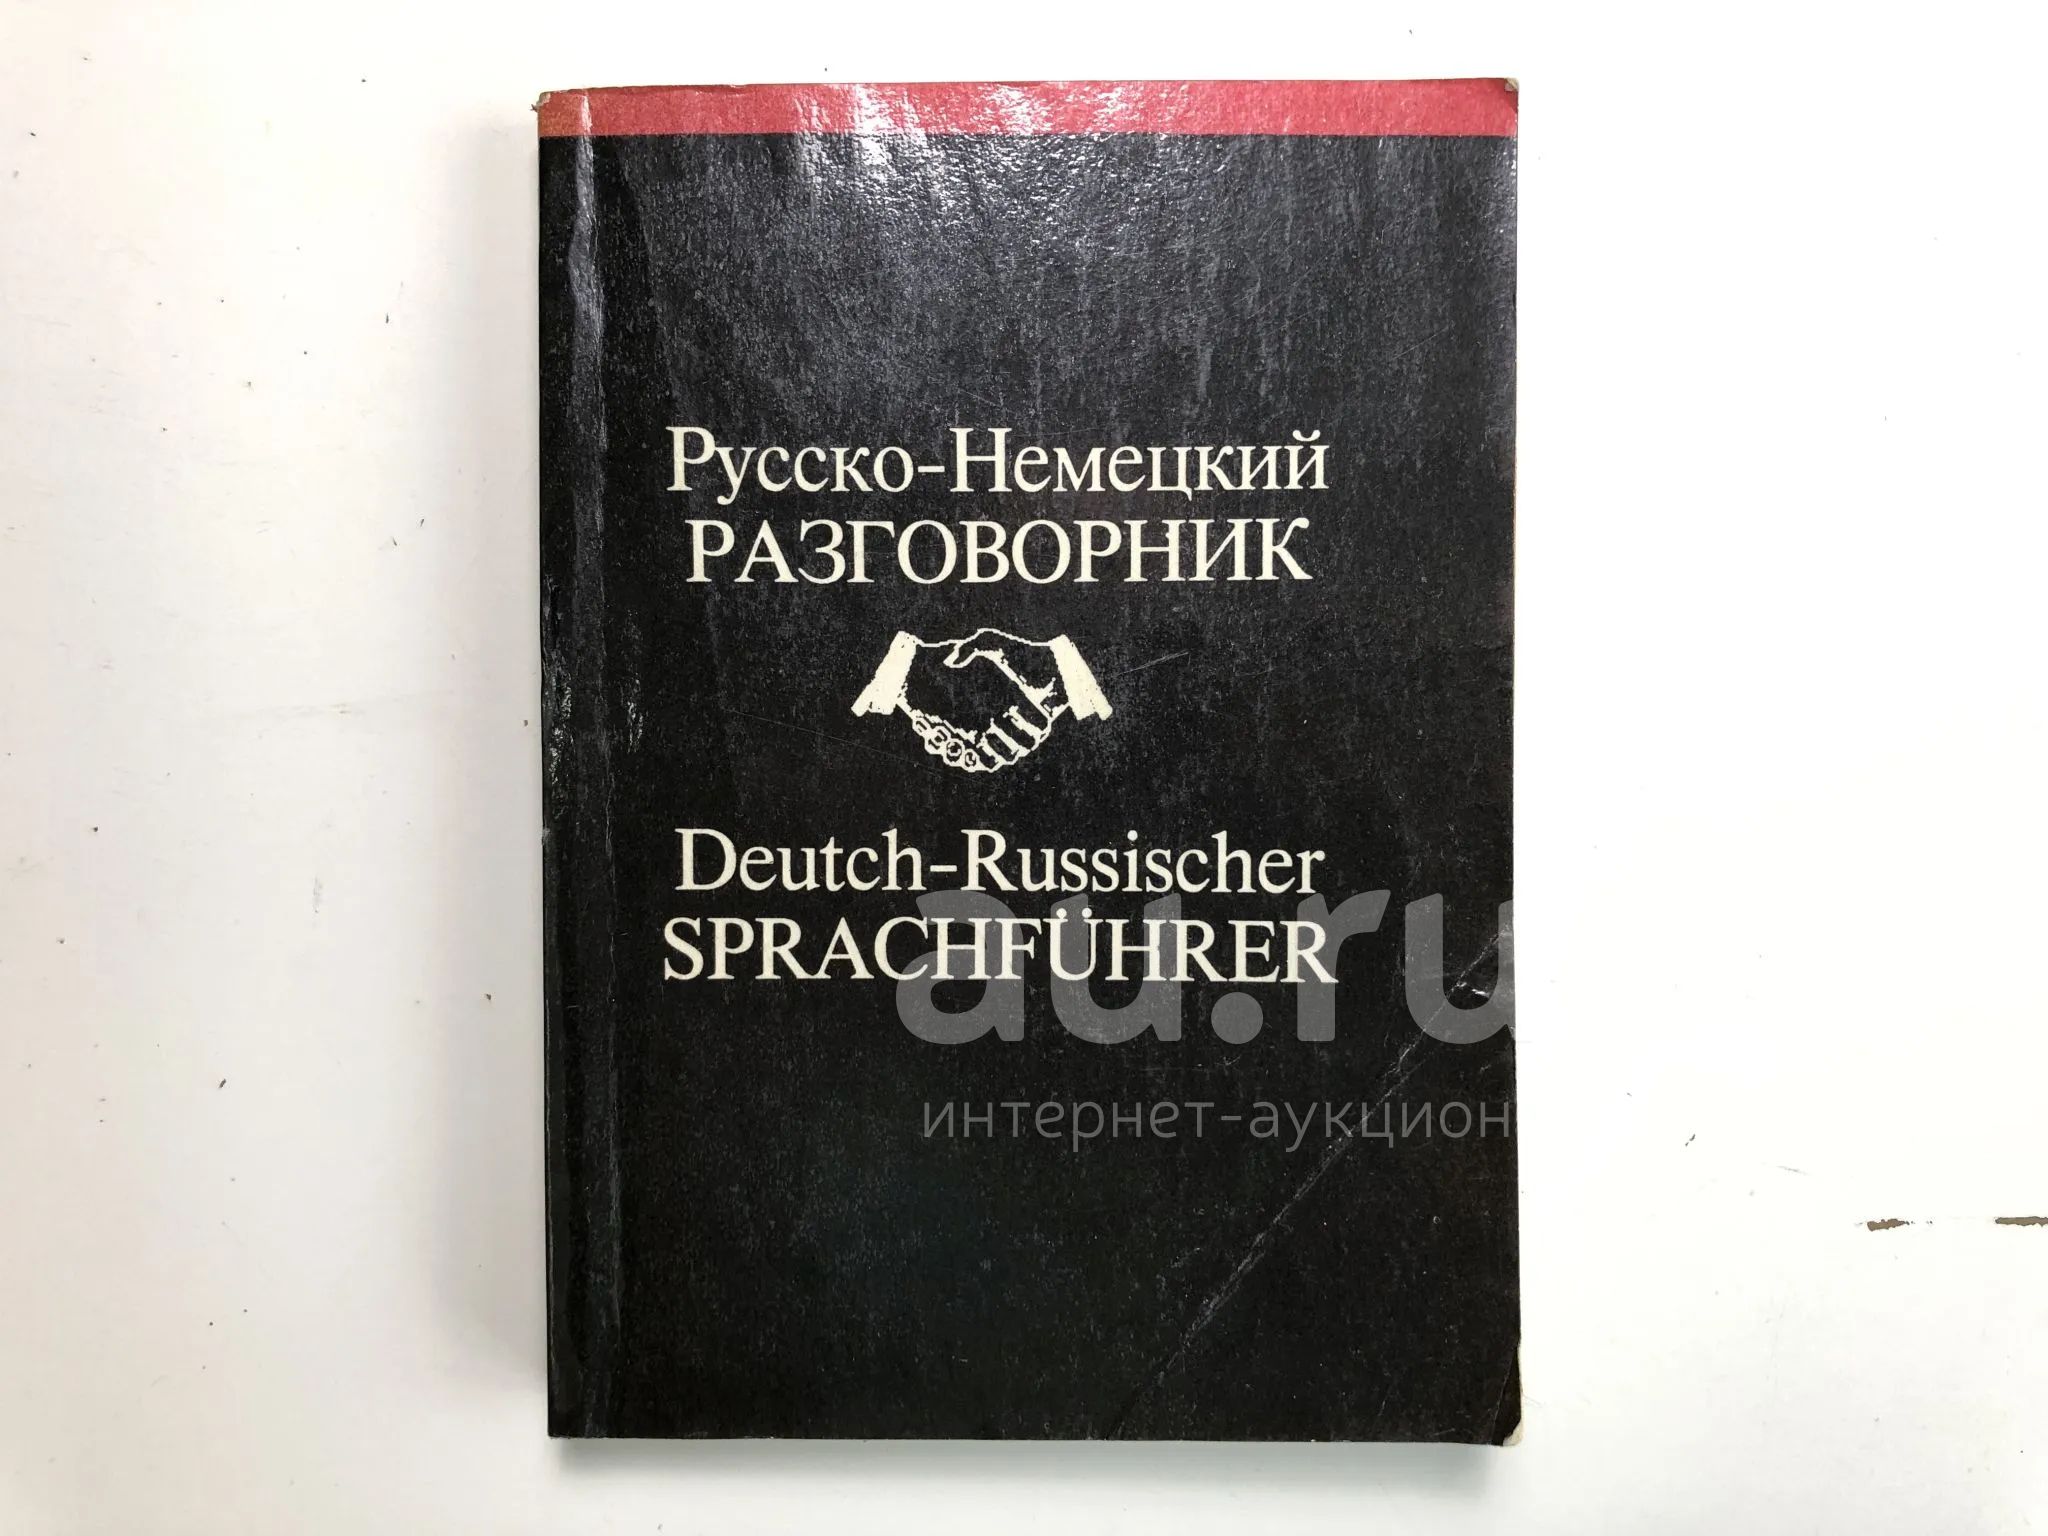 Русско-Немецкий
РАЗГОВОРНИК
Deutch-Russischer
SPRACHFÜHRER
au.ru
интернет-аукцион